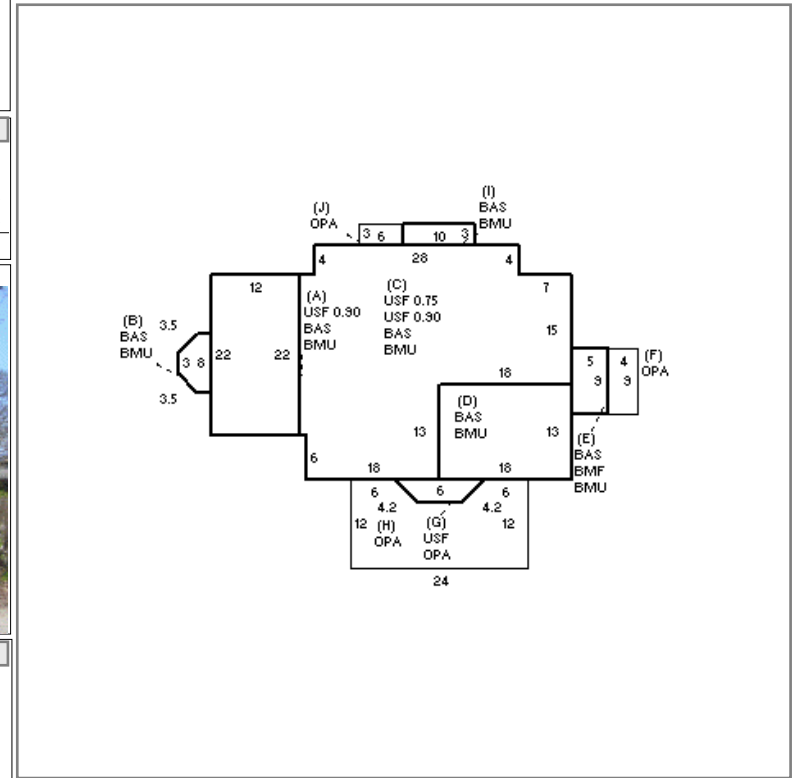 (I)
BAS
BMU
(J)
OPA
3 6
10 3
4 28 4
12
(A)
USF 0.90
BAS
BMU
(C)
USF 0.75
USF 0.90
BAS
BMU
7
15
(B)
BAS
BMU
3.5
3 8
22 22
3.5
5
9
4
9
(F)
OPA
18
(D)
BAS
BMU
13 13
(E)
BAS
BMF
BMU
6
18 18
6 6 6
4.2 4.2
12 12
(H)
OPA
(G)
USF
OPA
24